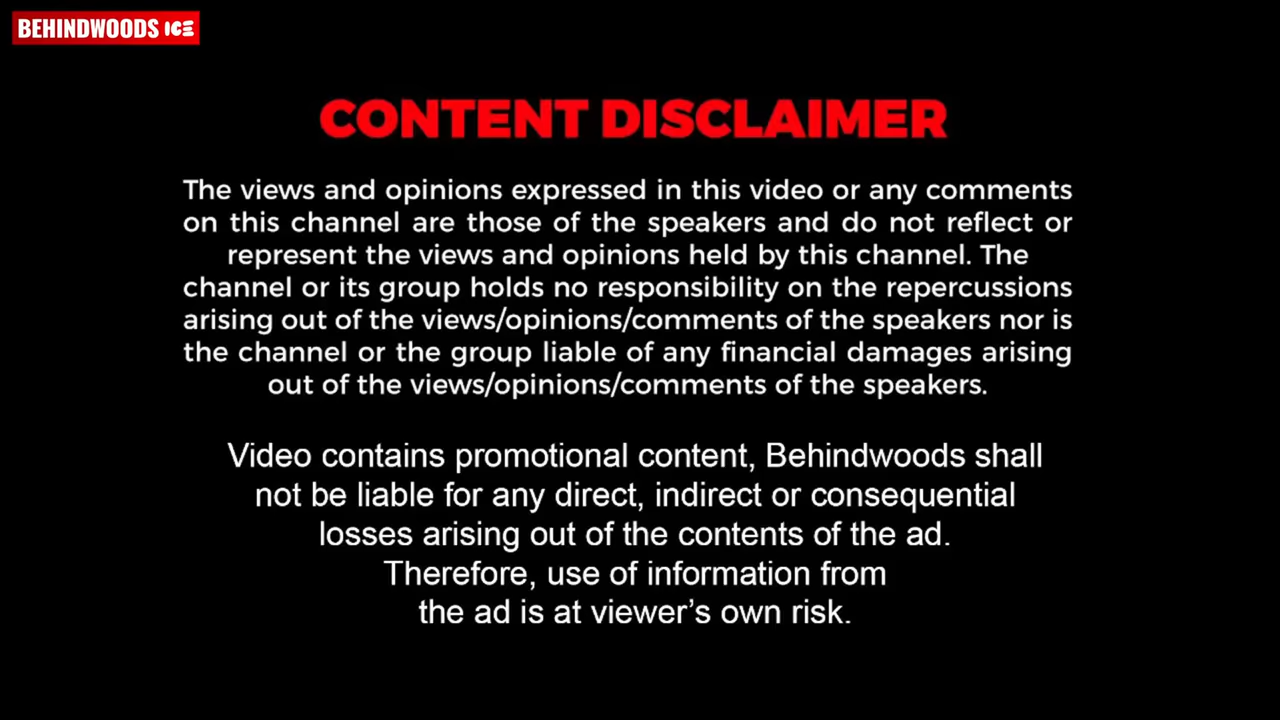 BEHINDWOODS ICE
CONTENT DISCLAIMER
The views and opinions expressed in this video or any comments
on this channel are those of the speakers and do not reflect or
represent the views and opinions held by this channel. The
channel or its group holds no responsibility on the repercussions
arising out of the views/opinions/comments of the speakers nor is
the channel or the group liable of any financial damages arising
out of the views/opinions/comments of the speakers.
Video contains promotional content, Behindwoods shall
not be liable for any direct, indirect or consequential
losses arising out of the contents of the ad.
Therefore, use of information from
the ad is at viewer’s own risk.